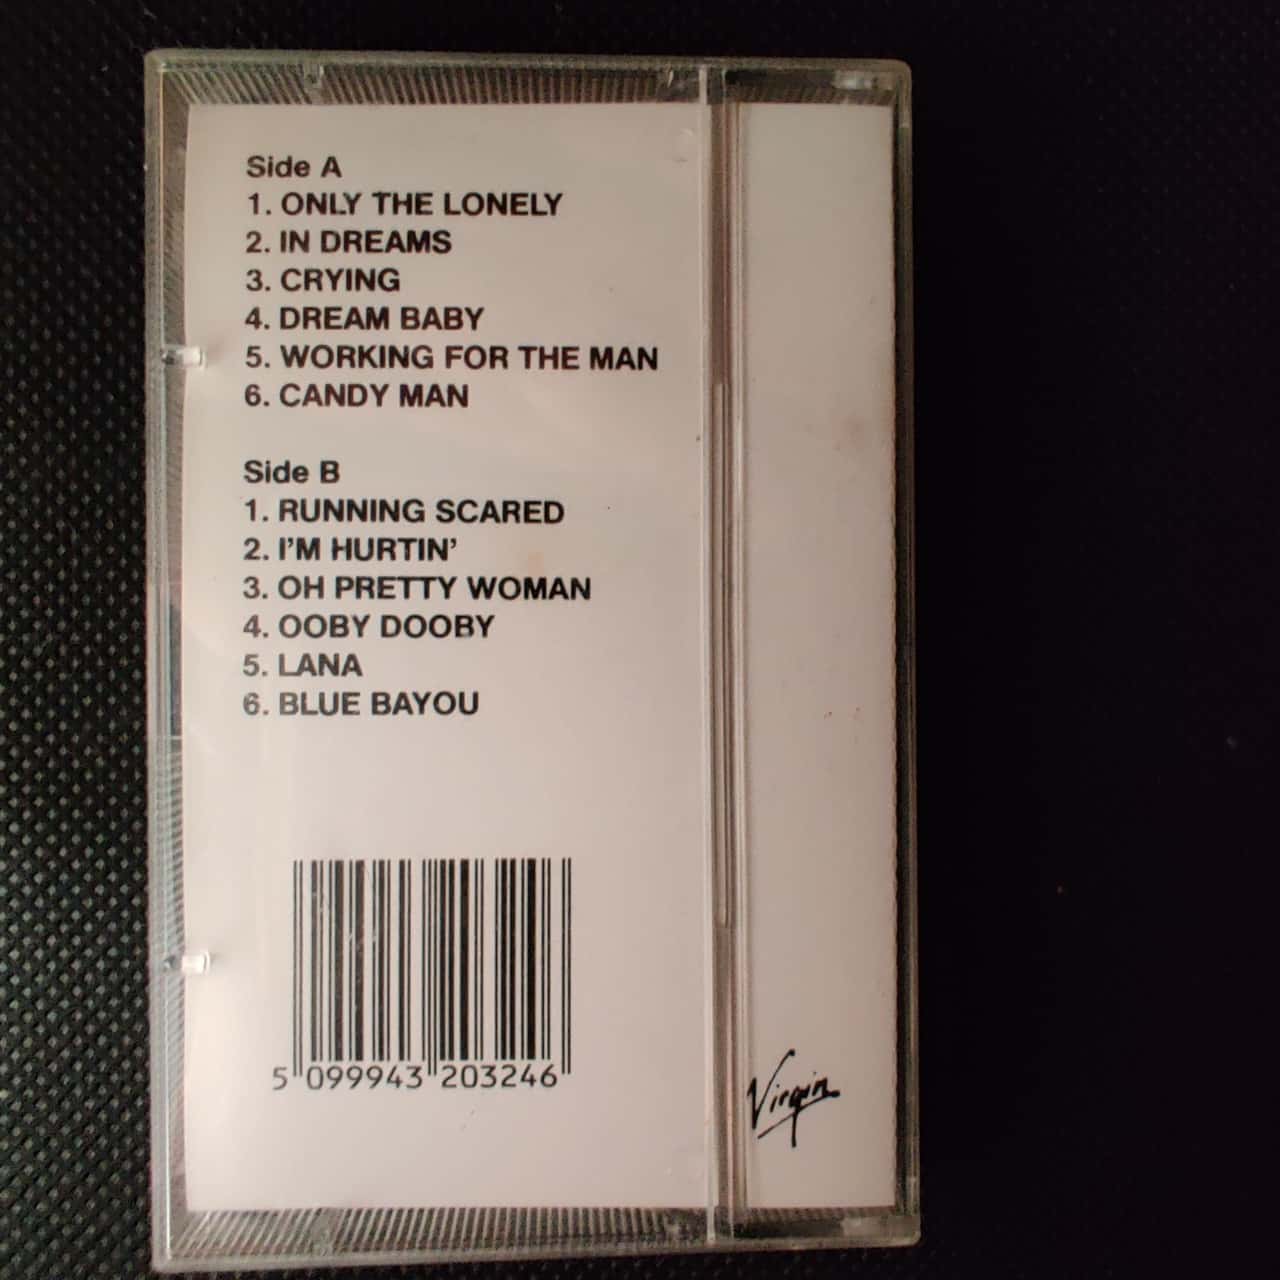 Side A
1. ONLY THE LONELY
2. IN DREAMS
3. CRYING
4. DREAM BABY
5. WORKING FOR THE MAN
6. CANDY MAN
Side B
1. RUNNING SCARED
2. I'M HURTIN'
3. OH PRETTY WOMAN
4. OOBY DOOBY
5. LANA
6. BLUE BAYOU
5 099943 203246
Virgin